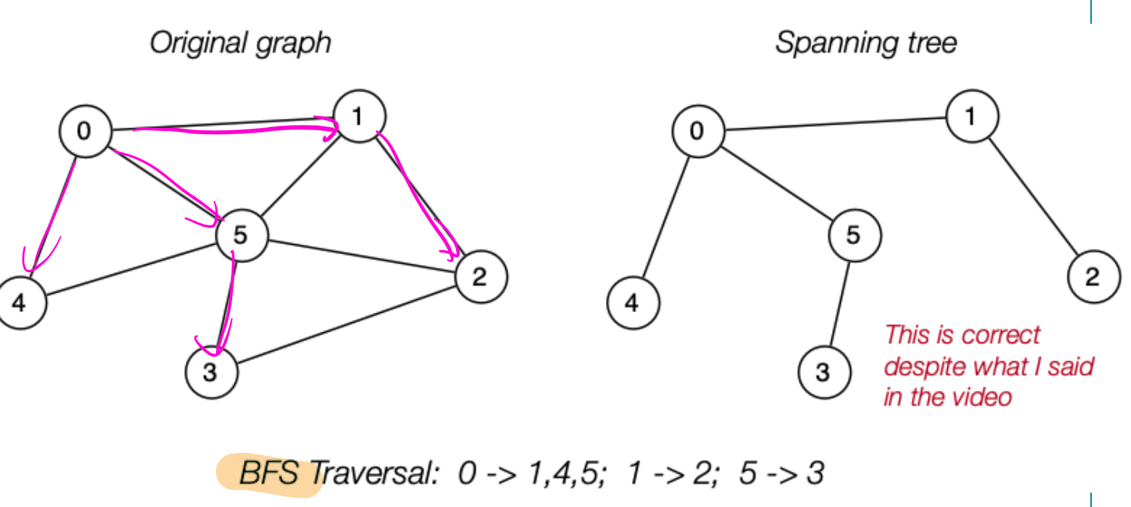 Original graph
Spanning tree
0
1
5
4
2
3
0
1
5
4
2
3
This is correct
despite what I said
in the video
BFS Traversal: 0 -> 1,4,5; 1 -> 2; 5 -> 3